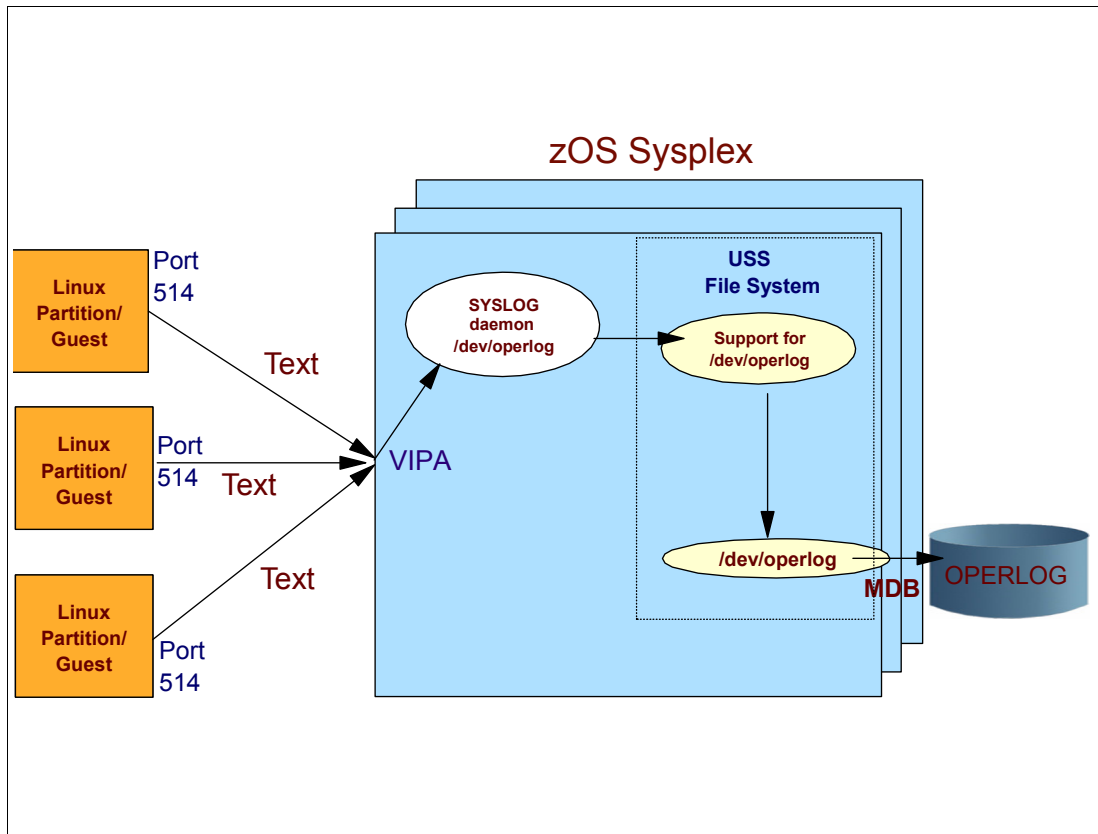 zOS Sysplex
Linux
Partition/
Guest
Port
514
Text
Linux
Partition/
Guest
Port
514
Text
Linux
Partition/
Guest
Port
514
Text
VIPA
SYSLOG
daemon
/dev/operlog
USS
File System
Support for
/dev/operlog
/dev/operlog
MDB
OPERLOG